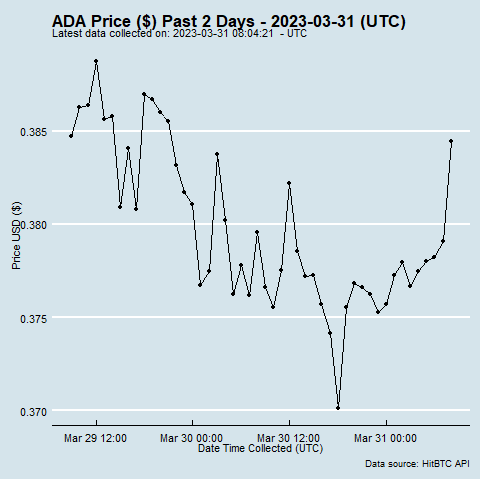 ADA Price ($) Past 2 Days - 2023-03-31 (UTC)
Latest data collected on: 2023-03-31 08:04:21 - UTC
0.385
0.380
0.375
0.370
Price USD ($)
Mar 29 12:00
Mar 30 00:00
Mar 30 12:00
Mar 31 00:00
Date Time Collected (UTC)
Data source: HitBTC API